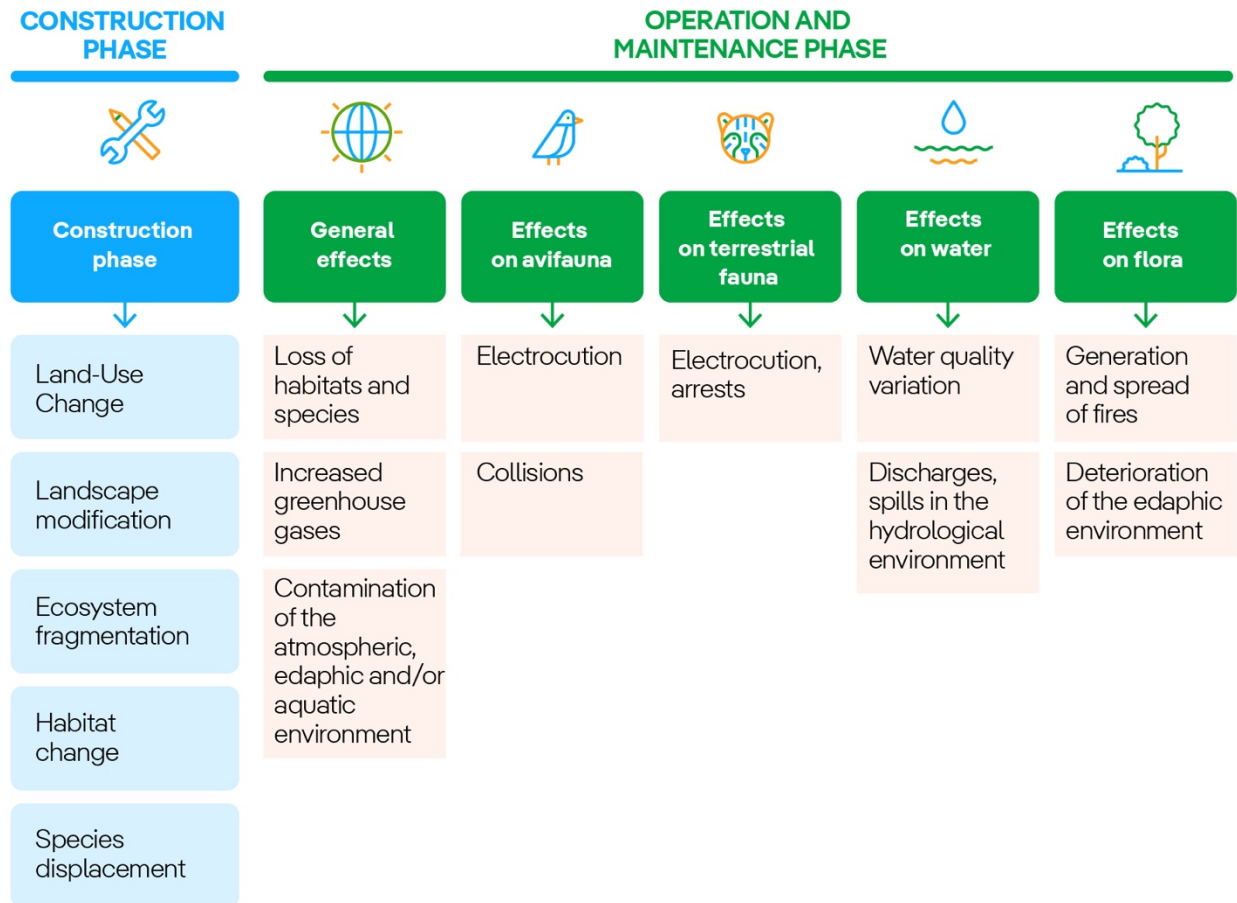 CONSTRUCTION
PHASE
OPERATION AND
MAINTENANCE PHASE
Construction
phase
General
effects
Effects
on avifauna
Effects
on terrestrial
fauna
Effects
on water
Effects
on flora
Land-Use
Change
Landscape
modification
Ecosystem
fragmentation
Habitat
change
Species
displacement
Loss of
habitats and
species
Increased
greenhouse
gases
Contamination
of the
atmospheric,
edaphic and/or
aquatic
environment
Electrocution
Collisions
Electrocution,
arrests
Water quality
variation
Discharges,
spills in the
hydrological
environment
Generation
and spread
of fires
Deterioration
of the edaphic
environment